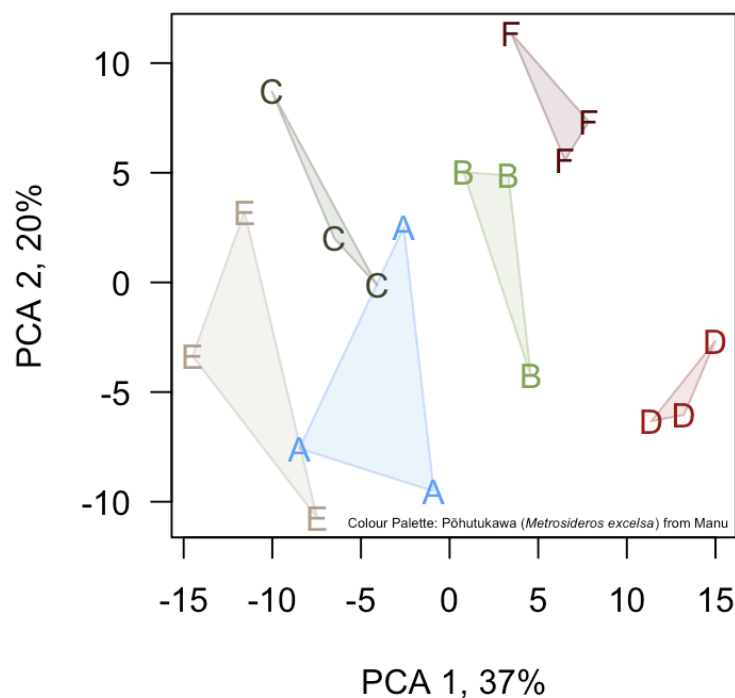 F
10
C
F
F
5
B
B
E
A
C
0
C
PCA 2, 20%
D
E
B
-5
D
D
A
A
-10
E
Colour Palette: Pōhutukawa (Metrosideros excelsa) from Manu
-15
-10
-5
0
5
10
15
PCA 1, 37%